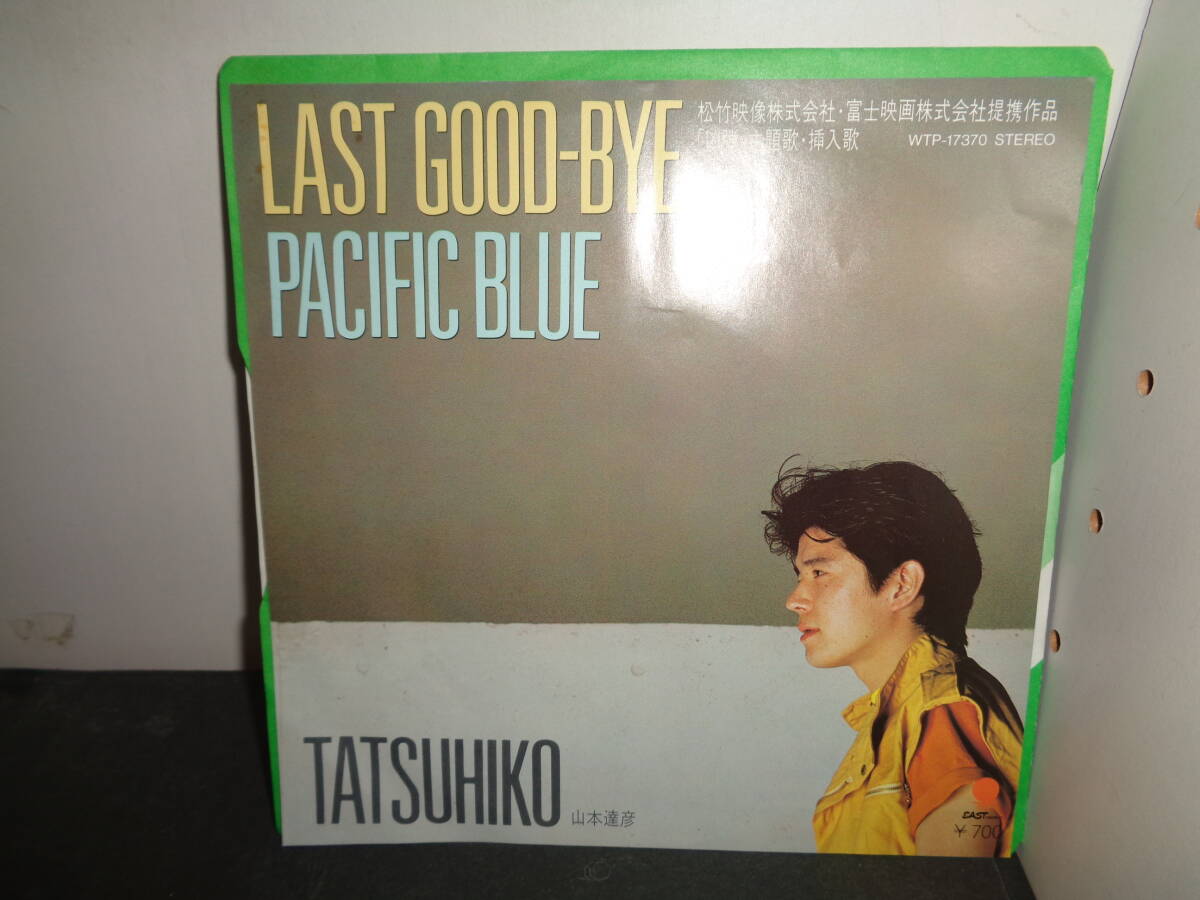 LAST GOOD-BYE
PACIFIC BLUE
松竹映像株式会社・富士映画株式会社提携作品
主題歌・挿入歌 WTP-17370 STEREO
TATSUHIKO 山本達彦
EAST
¥700